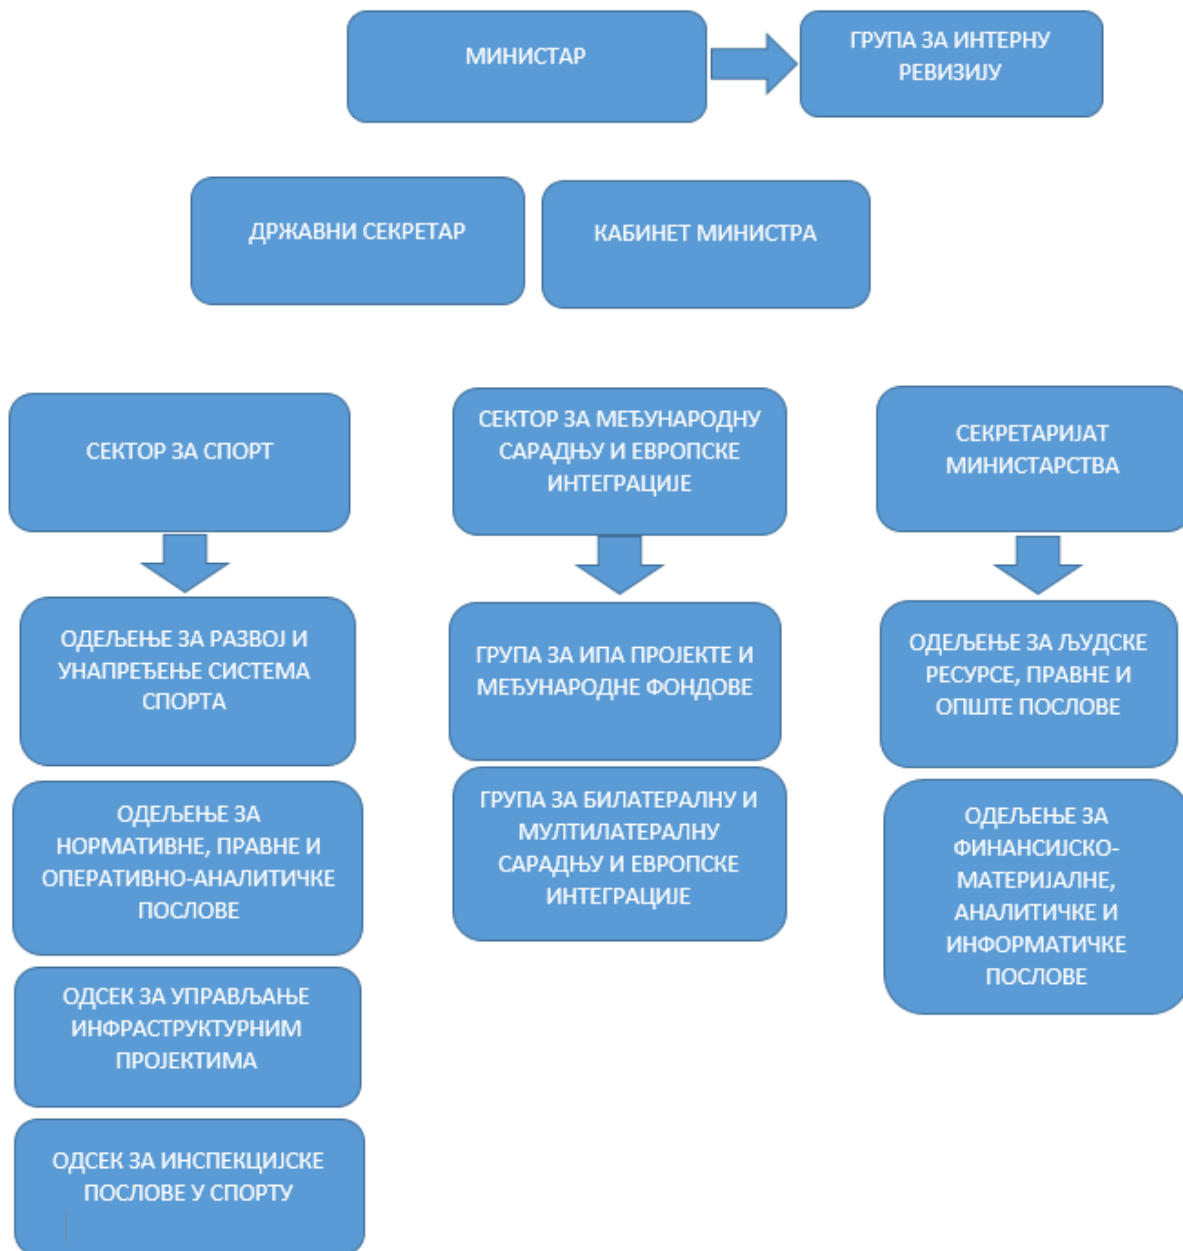 МИНИСТАР
ГРУПА ЗА ИНТЕРНУ
РЕВИЗИЈУ
ДРЖАВНИ СЕКРЕТАР
КАБИНЕТ МИНИСТРА
СЕКТОР ЗА СПОРТ
ОДЕЉЕЊЕ ЗА РАЗВОЈ И
УНАПРЕЂЕЊЕ СИСТЕМА
СПОРТА
ОДЕЉЕЊЕ ЗА
НОРМАТИВНЕ, ПРАВНЕ И
ОПЕРАТИВНО-АНАЛИТИЧКЕ
ПОСЛОВЕ
ОДСЕК ЗА УПРАВЉАЊЕ
ИНФРАСТРУКТУРНИМ
ПРОЈЕКТИМА
ОДСЕК ЗА ИНСПЕКЦИЈСКЕ
ПОСЛОВЕ У СПОРТУ
СЕКТОР ЗА МЕЂУНАРОДНУ
САРАДЊУ И ЕВРОПСКЕ
ИНТЕГРАЦИЈЕ
ГРУПА ЗА ИПА ПРОЈЕКТЕ И
МЕЂУНАРОДНЕ ФОНДОВЕ
ГРУПА ЗА БИЛАТЕРАЛНУ И
МУЛТИЛАТЕРАЛНУ
САРАДЊУ И ЕВРОПСКЕ
ИНТЕГРАЦИЈЕ
СЕКРЕТАРИЈАТ
МИНИСТАРСТВА
ОДЕЉЕЊЕ ЗА ЉУДСКЕ
РЕСУРСЕ, ПРАВНЕ И
ОПШТЕ ПОСЛОВЕ
ОДЕЉЕЊЕ ЗА
ФИНАНСИЈСКО-
МАТЕРИЈАЛНЕ,
АНАЛИТИЧКЕ И
ИНФОРМАТИЧКЕ
ПОСЛОВЕ